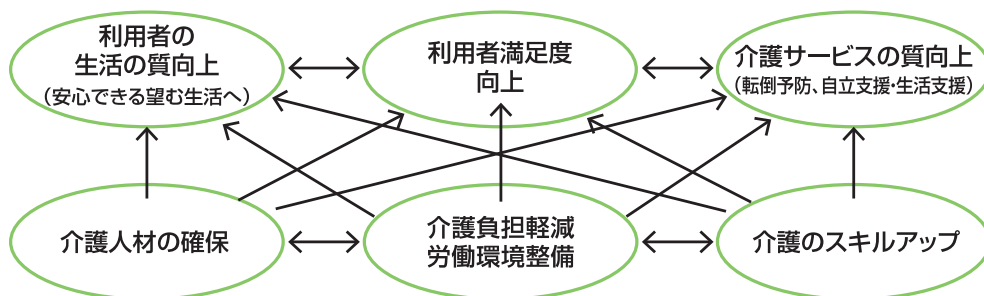 利用者の
生活の質向上
（安心できる望む生活へ）
利用者満足度
向上
介護サービスの質向上
（転倒予防、自立支援・生活支援）
介護人材の確保
介護負担軽減
労働環境整備
介護のスキルアップ